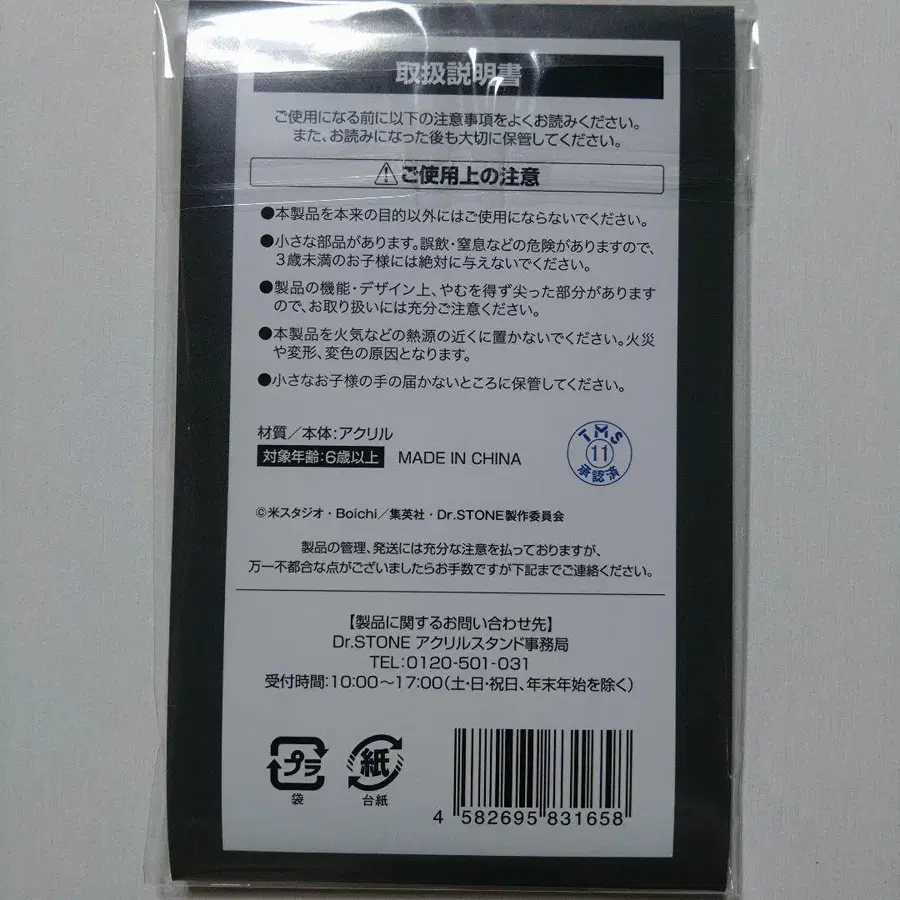 取扱説明書
ご使用になる前に以下の注意事項をよくお読みください。
また、お読みになった後も大切に保管してください。
⚠ご使用上の注意
●本製品を本来の目的以外にはご使用にならないでください。
●小さな部品があります。誤飲・窒息などの危険がありますので、
3歳未満のお子様には絶対に与えないでください。
●製品の機能・デザイン上、やむを得ず尖った部分があります
ので、お取り扱いには充分ご注意ください。
●本製品を火気などの熱源の近くに置かないでください。火災
や変形、変色の原因となります。
●小さなお子様の手の届かないところに保管してください。
材質／本体：アクリル
対象年齢：6歳以上 MADE IN CHINA
TMS
11
承認済
©米スタジオ・Boichi／集英社・Dr.STONE製作委員会
製品の管理、発送には充分な注意を払っておりますが、
万一不都合な点がございましたらお手数ですが下記までご連絡ください。
【製品に関するお問い合わせ先】
Dr.STONE アクリルスタンド事務局
TEL：0120-501-031
受付時間：10:00～17:00（土・日・祝日、年末年始を除く）
プラ
袋
紙
台紙
4 582695 831658